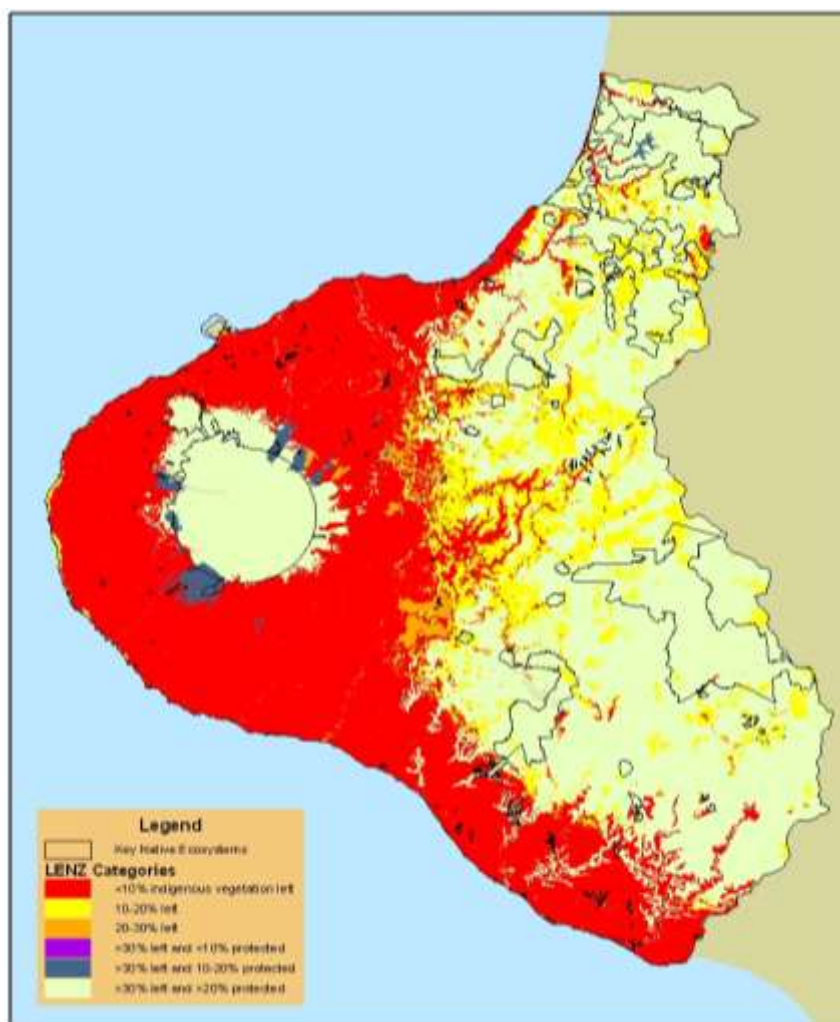 Legend
Key Native Ecosystems
LENZ Categories
<10% indigenous vegetation left
10-20% left
20-30% left
<30% left and <10% protected
>30% left and 10-20% protected
>30% left and >20% protected